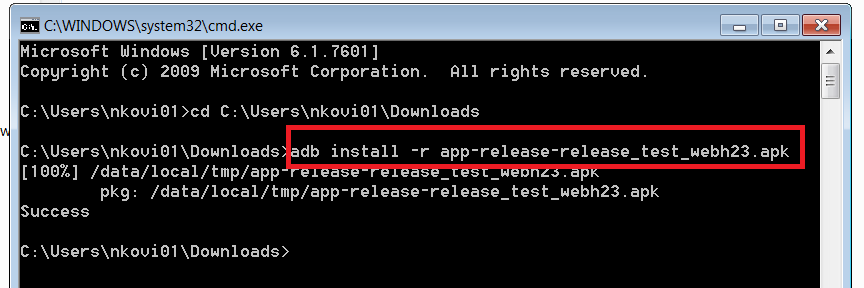 C:\WINDOWS\system32\cmd.exe
Microsoft Windows [Version 6.1.7601]
Copyright (c) 2009 Microsoft Corporation.  All rights reserved.
C:\Users\nkovi01>cd C:\Users\nkovi01\Downloads
w
C:\Users\nkovi01\Downloads>adb install -r app-release-release_test_webh23.apk
[100%] /data/local/tmp/app-release-release_test_webh23.apk
        pkg: /data/local/tmp/app-release-release_test_webh23.apk
Success
C:\Users\nkovi01\Downloads>